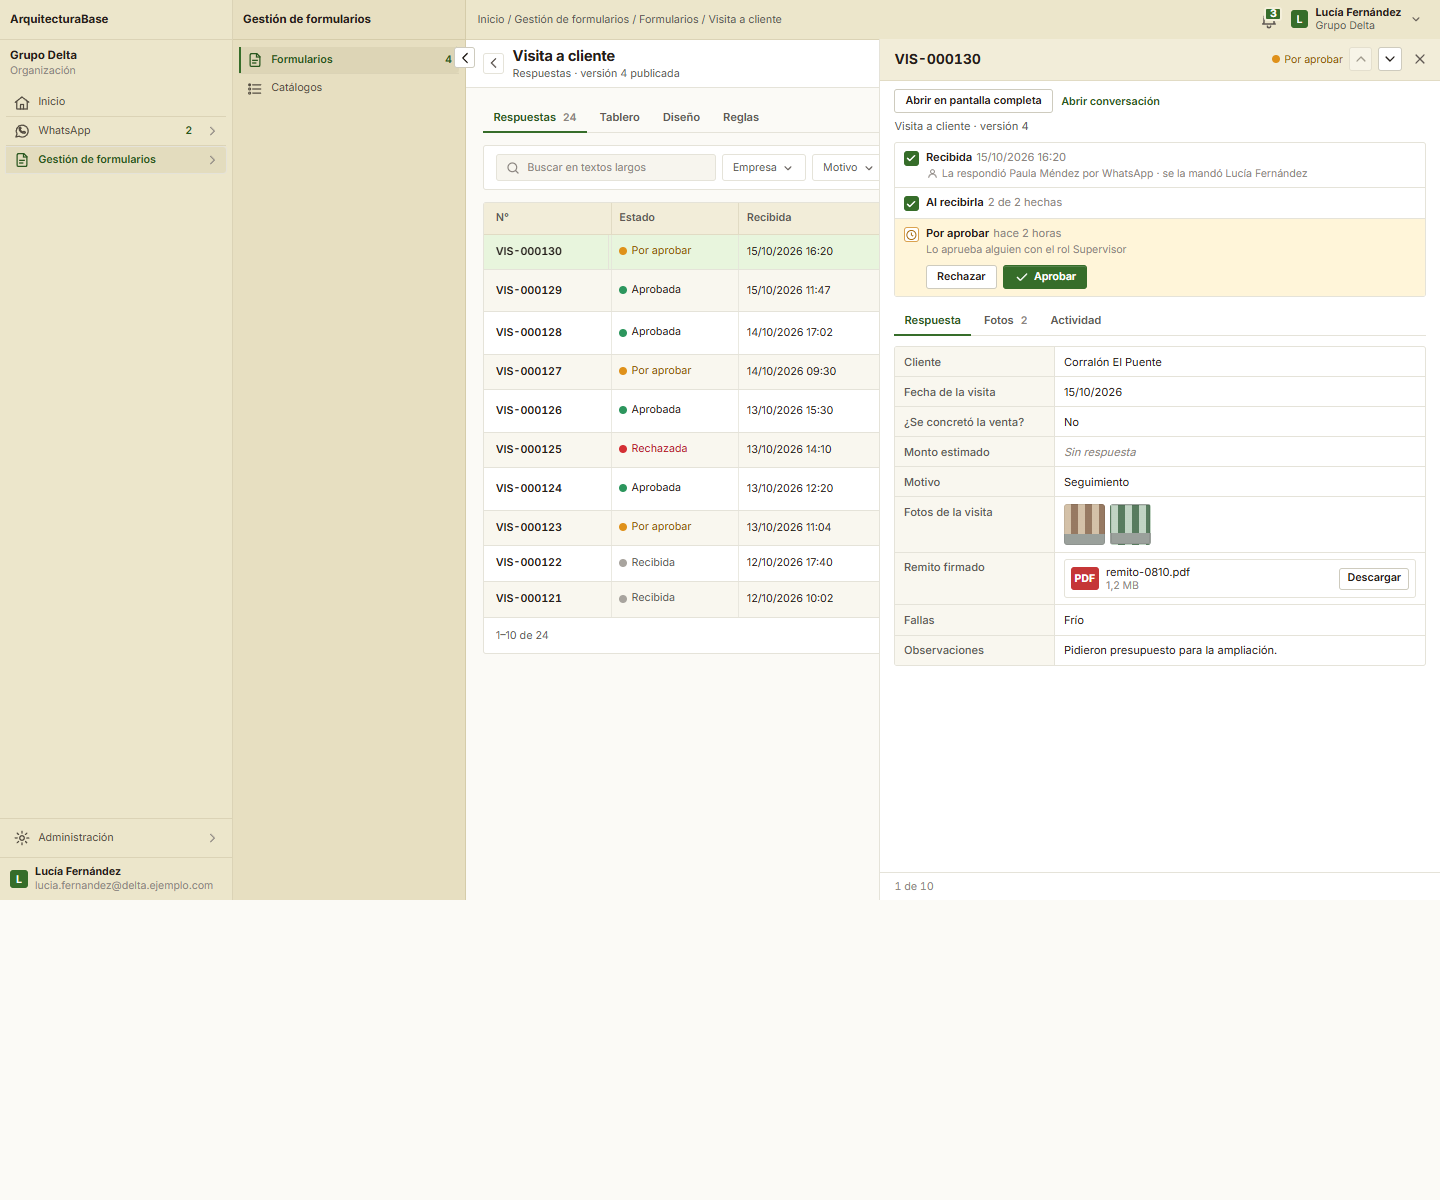 ArquitecturaBase
Grupo Delta
Organización
Inicio
WhatsApp 2
Gestión de formularios
Administración
L Lucía Fernández
lucia.fernandez@delta.ejemplo.com
Gestión de formularios
Formularios 4
Catálogos
Inicio / Gestión de formularios / Formularios / Visita a cliente
3
L Lucía Fernández
Grupo Delta
Visita a cliente
Respuestas · versión 4 publicada
Respuestas 24 Tablero Diseño Reglas
Buscar en textos largos Empresa Motivo
N° Estado Recibida
VIS-000130 Por aprobar 15/10/2026 16:20
VIS-000129 Aprobada 15/10/2026 11:47
VIS-000128 Aprobada 14/10/2026 17:02
VIS-000127 Por aprobar 14/10/2026 09:30
VIS-000126 Aprobada 13/10/2026 15:30
VIS-000125 Rechazada 13/10/2026 14:10
VIS-000124 Aprobada 13/10/2026 12:20
VIS-000123 Por aprobar 13/10/2026 11:04
VIS-000122 Recibida 12/10/2026 17:40
VIS-000121 Recibida 12/10/2026 10:02
1–10 de 24
VIS-000130 Por aprobar
Abrir en pantalla completa Abrir conversación
Visita a cliente · versión 4
Recibida 15/10/2026 16:20
La respondió Paula Méndez por WhatsApp · se la mandó Lucía Fernández
Al recibirla 2 de 2 hechas
Por aprobar hace 2 horas
Lo aprueba alguien con el rol Supervisor
Rechazar Aprobar
Respuesta Fotos 2 Actividad
Cliente Corralón El Puente
Fecha de la visita 15/10/2026
¿Se concretó la venta? No
Monto estimado Sin respuesta
Motivo Seguimiento
Fotos de la visita
Remito firmado PDF remito-0810.pdf Descargar
1,2 MB
Fallas Frío
Observaciones Pidieron presupuesto para la ampliación.
1 de 10